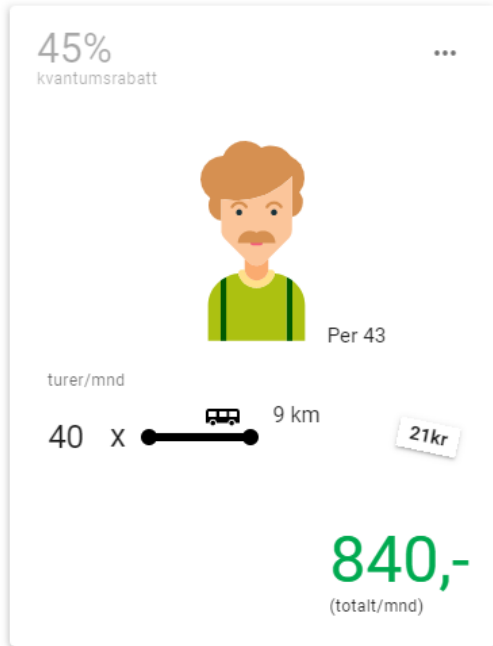 45%
kvantumsrabatt
Per 43
turer/mnd
40 x
9 km
21kr
840,-
(totalt/mnd)